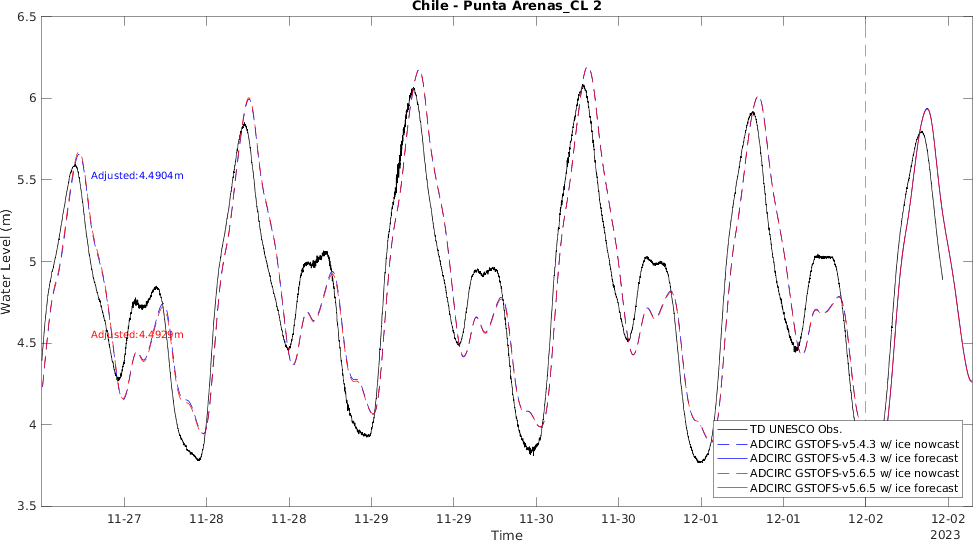 Chile - Punta Arenas_CL 2
6.5
6
5.5
5
4.5
4
3.5
Water Level (m)
Adjusted:4.4904m
Adjusted:4.4929m
TD UNESCO Obs.
ADCIRC GSTOFS-v5.4.3 w/ ice nowcast
ADCIRC GSTOFS-v5.4.3 w/ ice forecast
ADCIRC GSTOFS-v5.6.5 w/ ice nowcast
ADCIRC GSTOFS-v5.6.5 w/ ice forecast
11-27 11-28 11-28 11-29 11-29 11-30 11-30 12-01 12-01 12-02 12-02
2023
Time